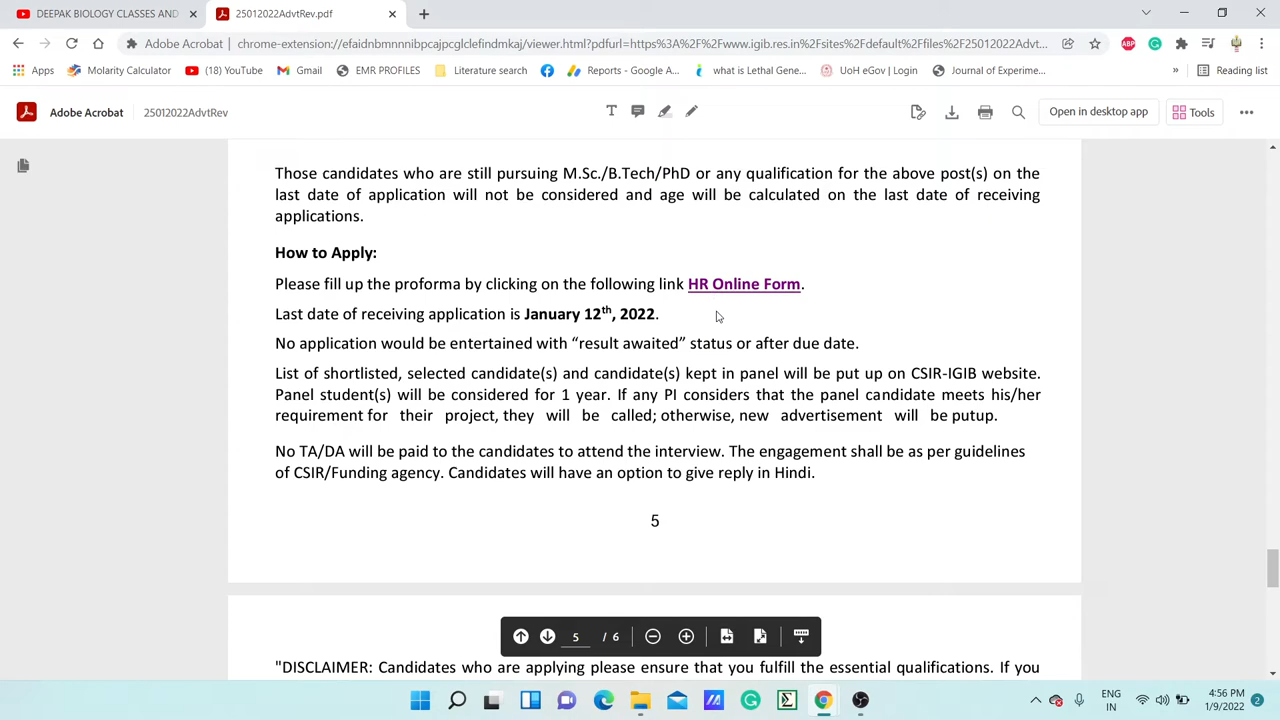 DEEPAK BIOLOGY CLASSES AND
25012022AdvtRev.pdf
Adobe Acrobat | chrome-extension://efaidnbmnnnibpcajpcglclefindmkaj/viewer.html?pdfurl=https%3A%2F%2Fwww.igib.res.in%2Fsites%2Fdefault%2Ffiles%2F25012022Advt...
Apps
Molarity Calculator
(18) YouTube
Gmail
EMR PROFILES
Literature search
Reports - Google A...
what is Lethal Gene...
UoH eGov | Login
Journal of Experime...
»
Reading list
Adobe Acrobat
25012022AdvtRev
Open in desktop app
Tools
Those candidates who are still pursuing M.Sc./B.Tech/PhD or any qualification for the above post(s) on the
last date of application will not be considered and age will be calculated on the last date of receiving
applications.
How to Apply:
Please fill up the proforma by clicking on the following link HR Online Form.
Last date of receiving application is January 12th, 2022.
No application would be entertained with “result awaited” status or after due date.
List of shortlisted, selected candidate(s) and candidate(s) kept in panel will be put up on CSIR-IGIB website.
Panel student(s) will be considered for 1 year. If any PI considers that the panel candidate meets his/her
requirement for their project, they will be called; otherwise, new advertisement will be putup.
No TA/DA will be paid to the candidates to attend the interview. The engagement shall be as per guidelines
of CSIR/Funding agency. Candidates will have an option to give reply in Hindi.
5
5 / 6
"DISCLAIMER: Candidates who are applying please ensure that you fulfill the essential qualifications. If you
ENG
IN
4:56 PM
1/9/2022
2